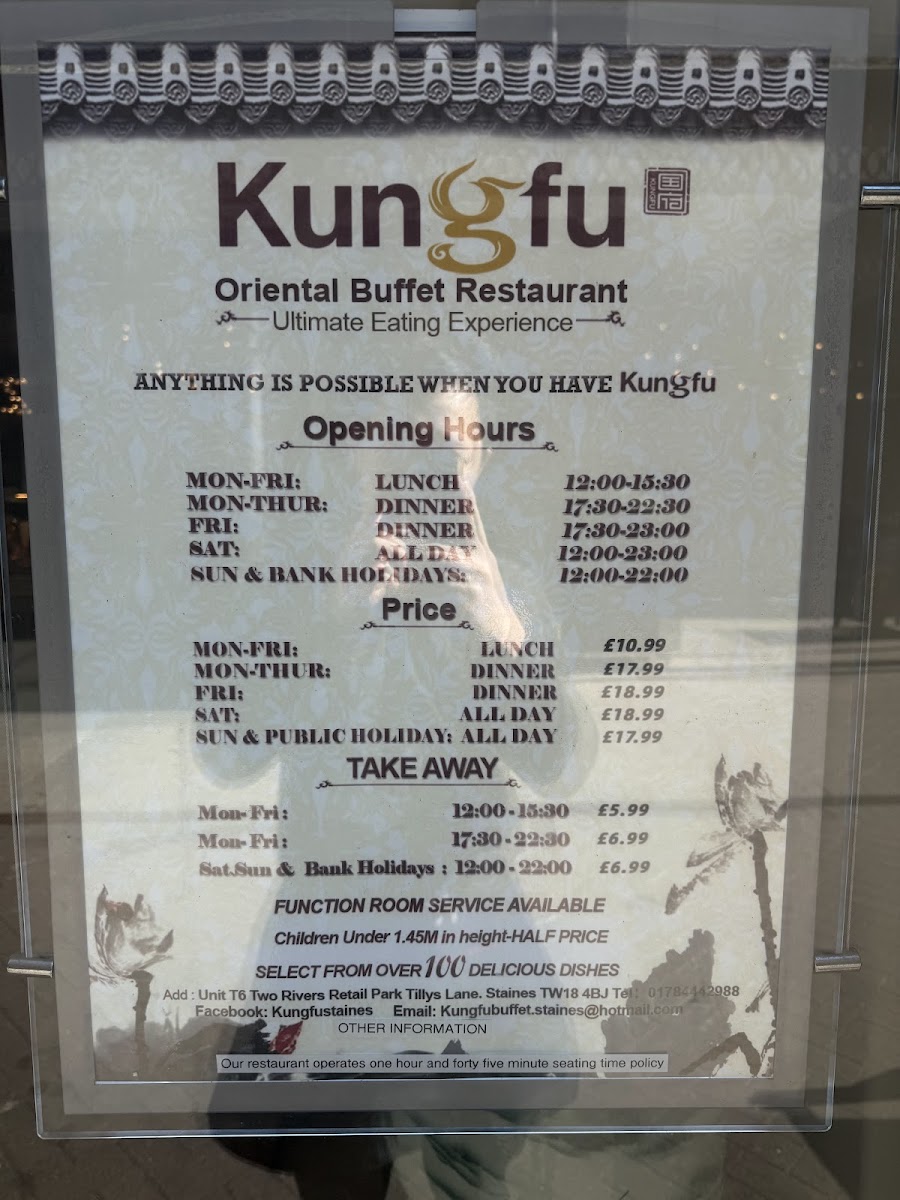 Kungfu
KUNGFU
Oriental Buffet Restaurant
Ultimate Eating Experience
ANYTHING IS POSSIBLE WHEN YOU HAVE Kungfu
Opening Hours
MON-FRI: LUNCH 12:00-15:30
MON-THUR: DINNER 17:30-22:30
FRI: DINNER 17:30-23:00
SAT: ALL DAY 12:00-23:00
SUN & BANK HOLIDAYS: 12:00-22:00
Price
MON-FRI: LUNCH £10.99
MON-THUR: DINNER £17.99
FRI: DINNER £18.99
SAT: ALL DAY £18.99
SUN & PUBLIC HOLIDAY: ALL DAY £17.99
TAKE AWAY
Mon-Fri: 12:00-15:30 £5.99
Mon-Fri: 17:30-22:30 £6.99
Sat.Sun & Bank Holidays : 12:00-22:00 £6.99
FUNCTION ROOM SERVICE AVAILABLE
Children Under 1.45M in height-HALF PRICE
SELECT FROM OVER 100 DELICIOUS DISHES
Add : Unit T6 Two Rivers Retail Park Tillys Lane. Staines TW18 4BJ Tel: 01784442988
Facebook: Kungfustaines Email: Kungfubuffet.staines@hotmail.com
OTHER INFORMATION
Our restaurant operates one hour and forty five minute seating time policy